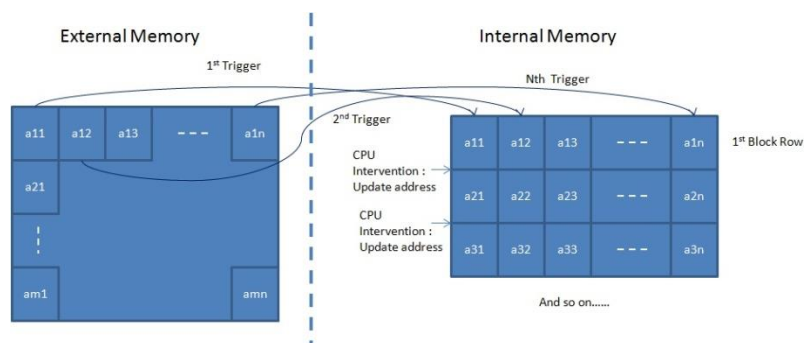 External Memory
Internal Memory
1st Trigger
Nth Trigger
2nd Trigger
a11 a12 a13 --- a1n
a21
am1 amn
a11 a12 a13 --- a1n
1st Block Row
CPU
Intervention :
Update address
a21 a22 a23 --- a2n
CPU
Intervention :
Update address
a31 a32 a33 --- a3n
And so on......